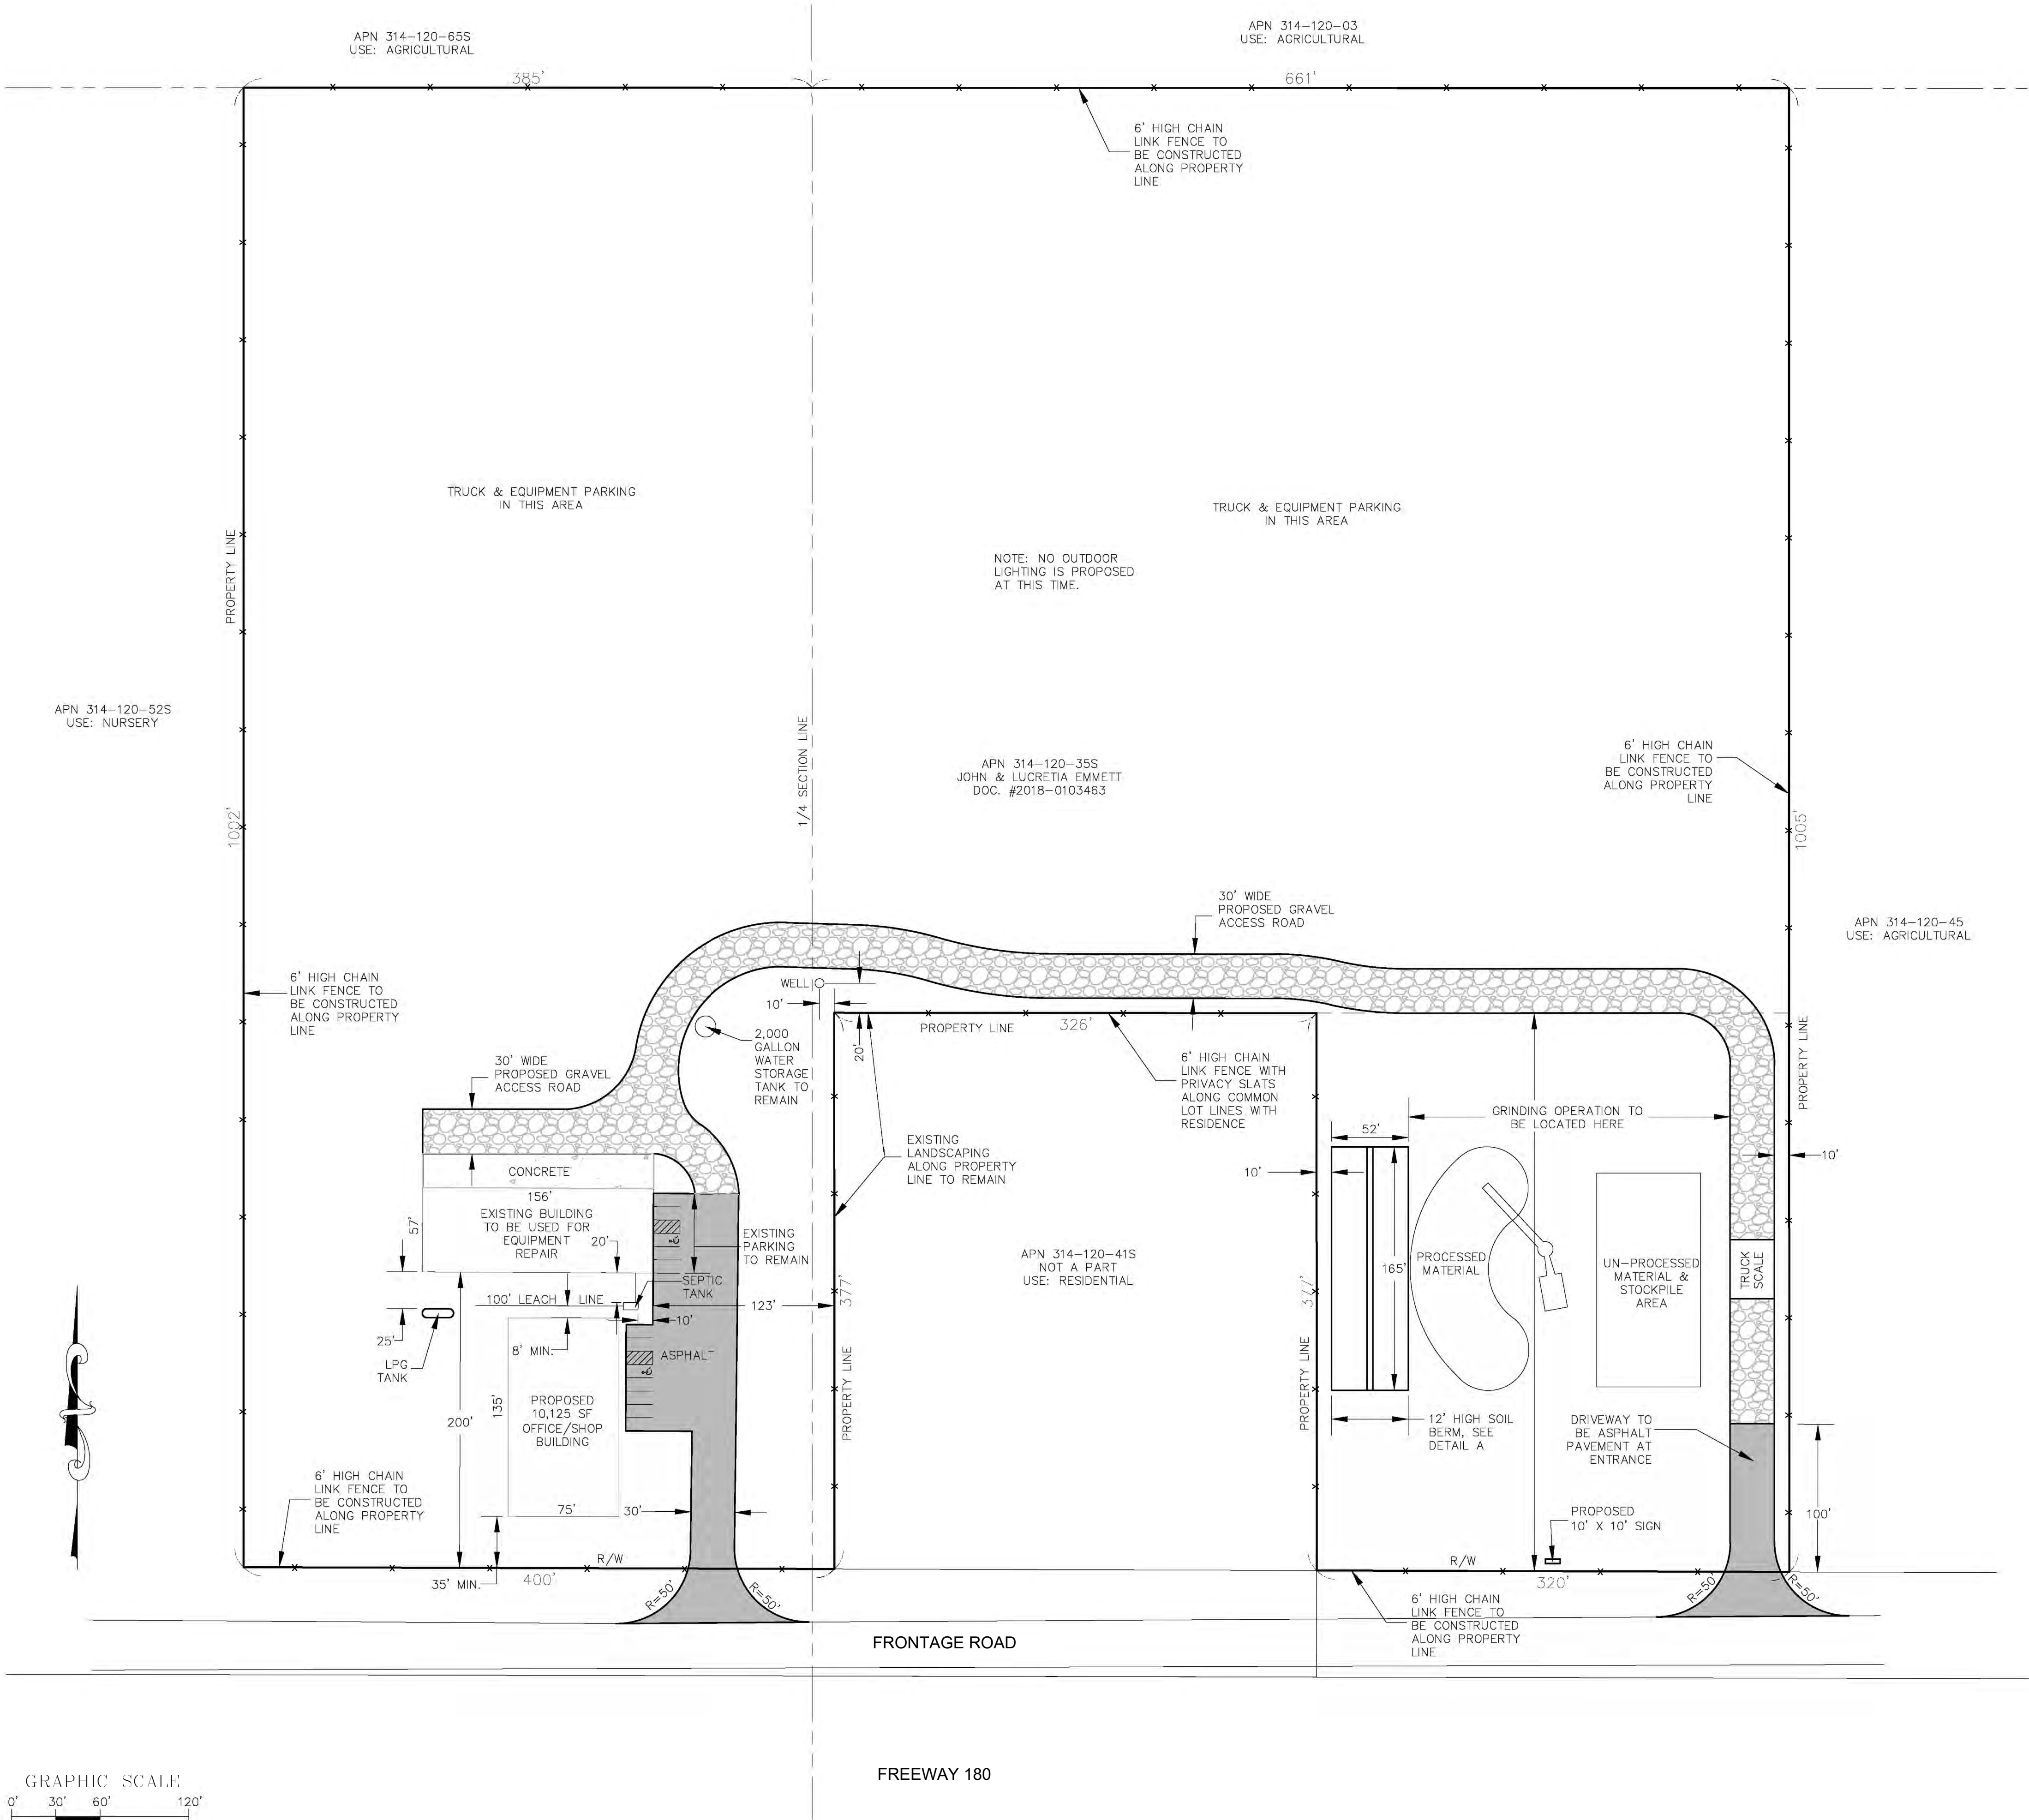 APN 314-120-65S
USE: AGRICULTURAL
APN 314-120-03
USE: AGRICULTURAL
385'
661'
6' HIGH CHAIN
LINK FENCE TO
BE CONSTRUCTED
ALONG PROPERTY
LINE
TRUCK & EQUIPMENT PARKING
IN THIS AREA
TRUCK & EQUIPMENT PARKING
IN THIS AREA
NOTE: NO OUTDOOR
LIGHTING IS PROPOSED
AT THIS TIME.
PROPERTY LINE
APN 314-120-52S
USE: NURSERY
1/4 SECTION LINE
APN 314-120-35S
JOHN & LUCRETIA EMMETT
DOC. #2018-0103463
6' HIGH CHAIN
LINK FENCE TO
BE CONSTRUCTED
ALONG PROPERTY
LINE
1002'
1005'
30' WIDE
PROPOSED GRAVEL
ACCESS ROAD
APN 314-120-45
USE: AGRICULTURAL
6' HIGH CHAIN
LINK FENCE TO
BE CONSTRUCTED
ALONG PROPERTY
LINE
WELL
10'
20'
2,000
GALLON
WATER
STORAGE
TANK TO
REMAIN
PROPERTY LINE
326'
PROPERTY LINE
30' WIDE
PROPOSED GRAVEL
ACCESS ROAD
6' HIGH CHAIN
LINK FENCE WITH
PRIVACY SLATS
ALONG COMMON
LOT LINES WITH
RESIDENCE
EXISTING
LANDSCAPING
ALONG PROPERTY
LINE TO REMAIN
52'
10'
GRINDING OPERATION TO
BE LOCATED HERE
10'
CONCRETE
156'
57'
EXISTING BUILDING
TO BE USED FOR
EQUIPMENT
REPAIR
20'
EXISTING
PARKING
TO REMAIN
SEPTIC
TANK
100' LEACH LINE
123'
10'
377'
APN 314-120-41S
NOT A PART
USE: RESIDENTIAL
377'
165'
PROCESSED
MATERIAL
UN-PROCESSED
MATERIAL &
STOCKPILE
AREA
TRUCK
SCALE
25'
LPG
TANK
8' MIN.
ASPHALT
135'
200'
PROPOSED
10,125 SF
OFFICE/SHOP
BUILDING
PROPERTY LINE
PROPERTY LINE
12' HIGH SOIL
BERM, SEE
DETAIL A
DRIVEWAY TO
BE ASPHALT
PAVEMENT AT
ENTRANCE
6' HIGH CHAIN
LINK FENCE TO
BE CONSTRUCTED
ALONG PROPERTY
LINE
75'
30'
PROPOSED
10' X 10' SIGN
100'
35' MIN.
R/W
400'
R=50'
R=50'
R/W
320'
R=50'
R=50'
6' HIGH CHAIN
LINK FENCE TO
BE CONSTRUCTED
ALONG PROPERTY
LINE
FRONTAGE ROAD
FREEWAY 180
GRAPHIC SCALE
0' 30' 60' 120'